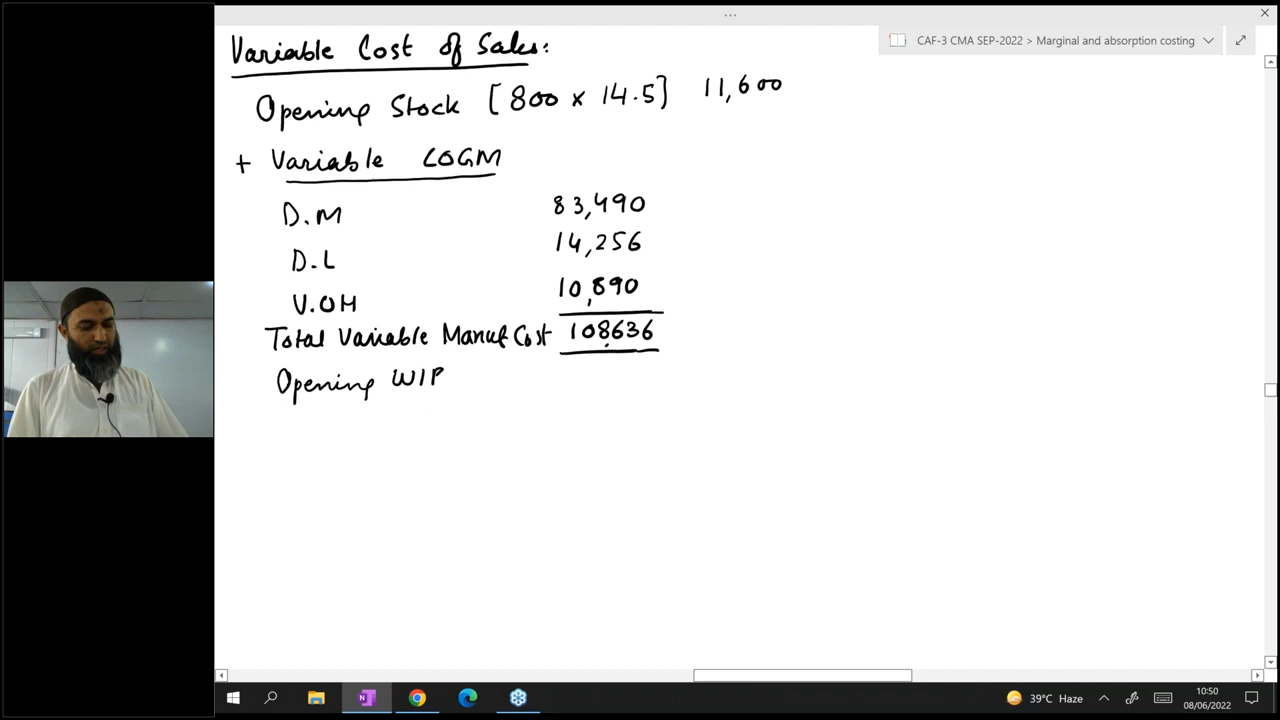 Variable Cost of Sales:
CAF-3 CMA SEP-2022 > Marginal and absorption costing
Opening Stock [800 x 14.5] 11,600
+ Variable COGM
D.M 83,490
D.L 14,256
V.OH 10,890
Total Variable Manuf Cost 108636
Opening WIP
39°C Haze
10:50
08/06/2022